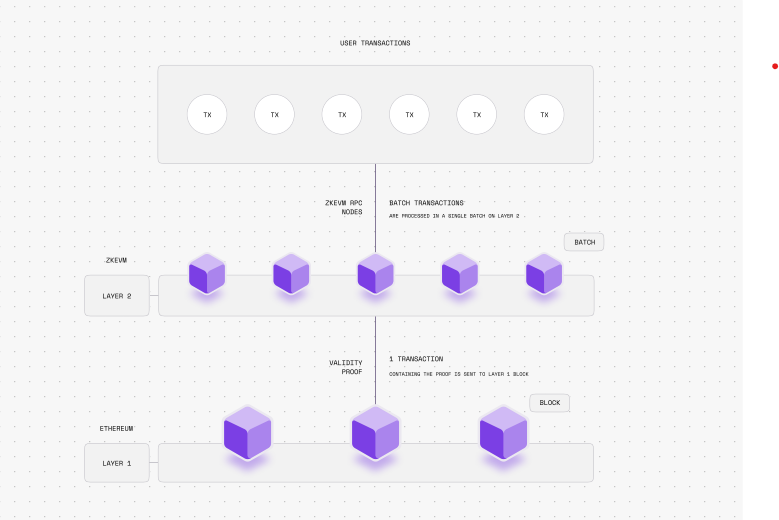 USER TRANSACTIONS
TX TX TX TX TX TX
ZKEVM RPC
NODES
BATCH TRANSACTIONS
ARE PROCESSED IN A SINGLE BATCH ON LAYER 2
BATCH
ZKEVM
LAYER 2
VALIDITY
PROOF
1 TRANSACTION
CONTAINING THE PROOF IS SENT TO LAYER 1 BLOCK
BLOCK
ETHEREUM
LAYER 1